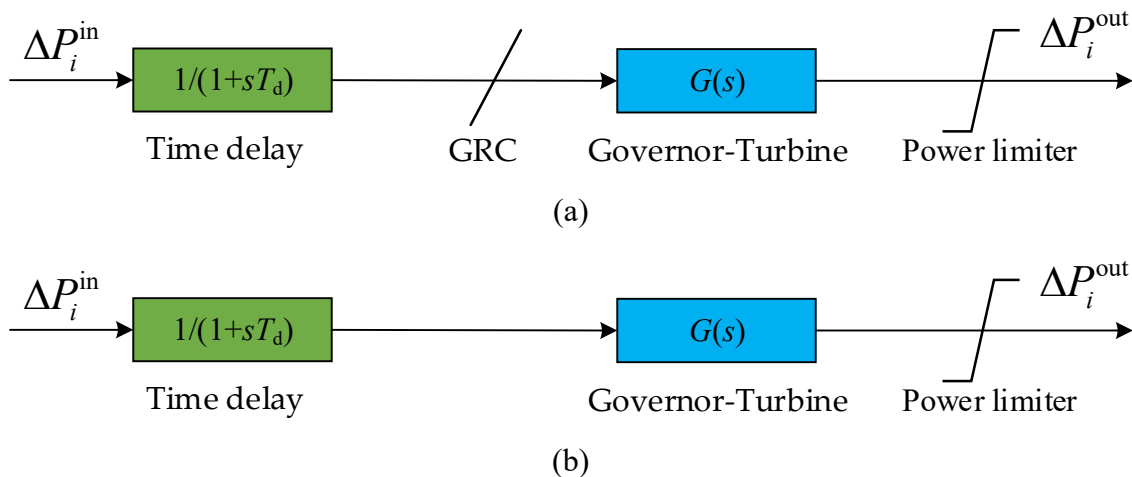 ΔP_i^in
1/(1+sT_d)
G(s)
ΔP_i^out
Time delay
GRC
Governor-Turbine
Power limiter
(a)
ΔP_i^in
1/(1+sT_d)
G(s)
ΔP_i^out
Time delay
Governor-Turbine
Power limiter
(b)